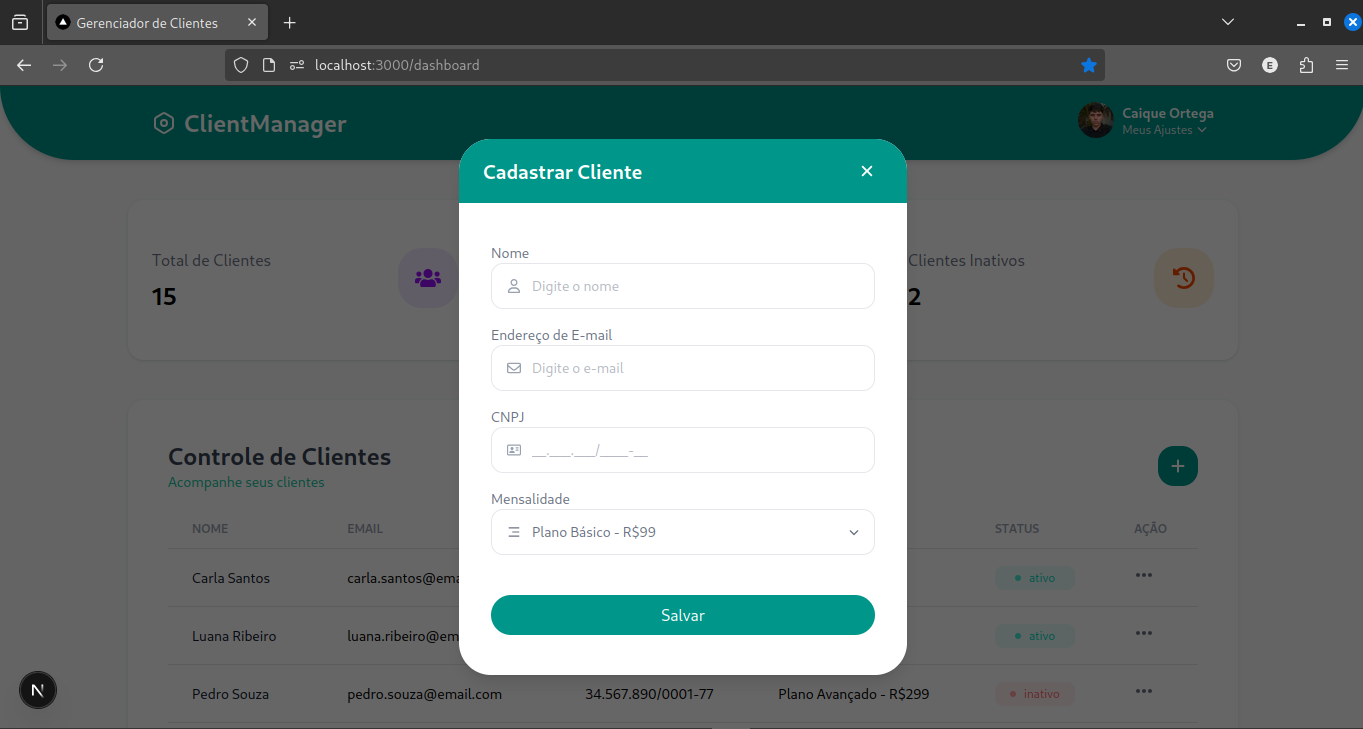 Gerenciador de Clientes
localhost:3000/dashboard
E
ClientManager
Caique Ortega
Meus Ajustes
Cadastrar Cliente
Total de Clientes
15
Clientes Inativos
2
Nome
Digite o nome
Endereço de E-mail
Digite o e-mail
CNPJ
__.___.___/____-__
Mensalidade
Plano Básico - R$99
Salvar
Controle de Clientes
Acompanhe seus clientes
NOME EMAIL STATUS AÇÃO
Carla Santos carla.santos@ema ativo
Luana Ribeiro luana.ribeiro@em ativo
Pedro Souza pedro.souza@email.com 34.567.890/0001-77 Plano Avançado - R$299 inativo
N